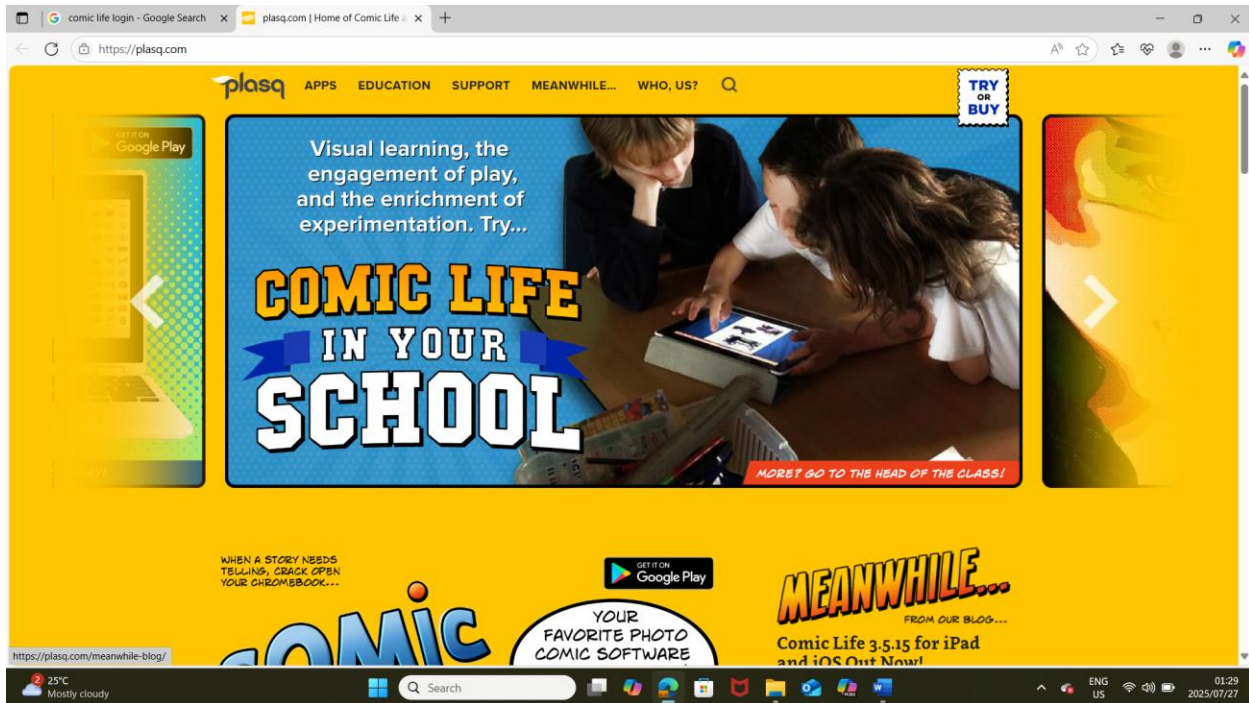 comic life login - Google Search
plasq.com | Home of Comic Life a
https://plasq.com
plasq
APPS
EDUCATION
SUPPORT
MEANWHILE...
WHO, US?
TRY
OR
BUY
GET IT ON
Google Play
Visual learning, the
engagement of play,
and the enrichment of
experimentation. Try...
COMIC LIFE
IN YOUR
SCHOOL
MORE? GO TO THE HEAD OF THE CLASS!
WHEN A STORY NEEDS
TELLING, CRACK OPEN
YOUR CHROMEBOOK...
COMIC
GET IT ON
Google Play
YOUR
FAVORITE PHOTO
COMIC SOFTWARE
MEANWHILE...
FROM OUR BLOG...
Comic Life 3.5.15 for iPad
and iOS Out Now!
https://plasq.com/meanwhile-blog/
2
25°C
Mostly cloudy
Search
ENG
US
01:29
2025/07/27